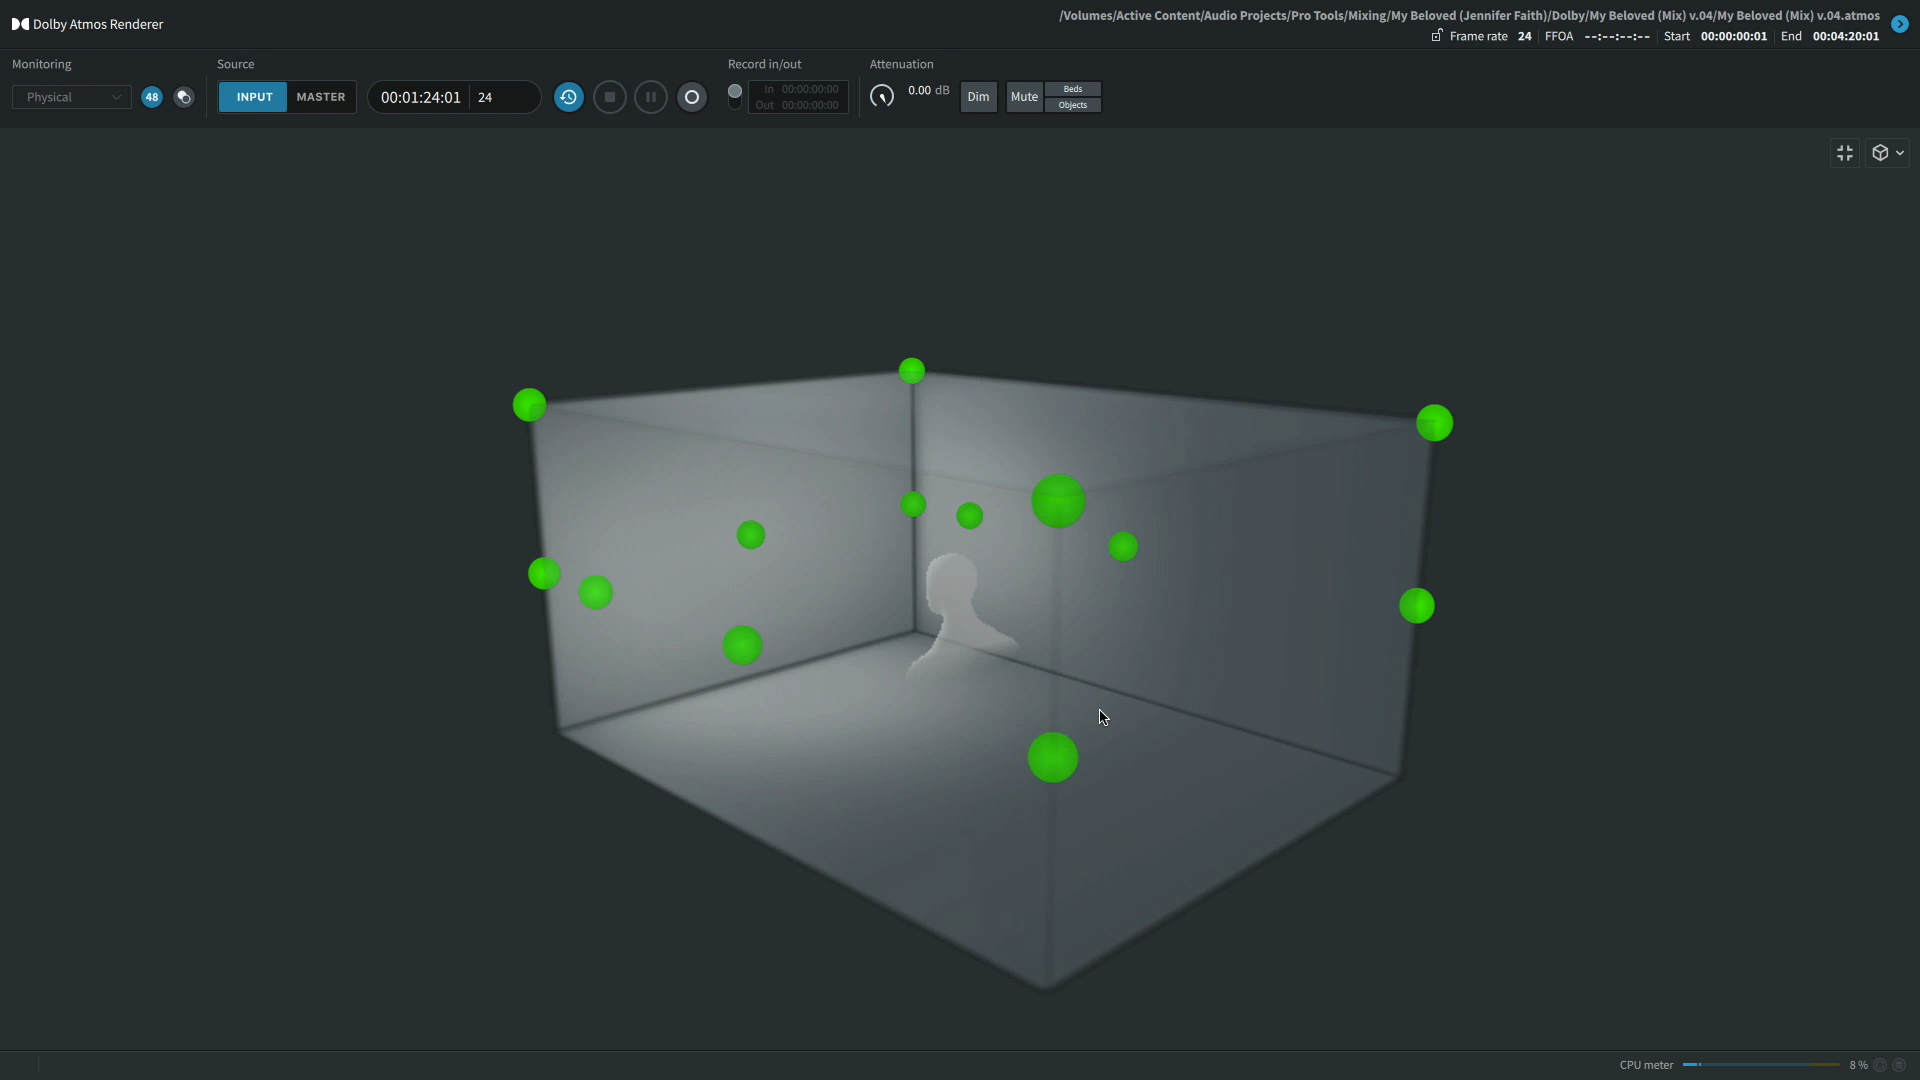 Dolby Atmos Renderer
/Volumes/Active Content/Audio Projects/Pro Tools/Mixing/My Beloved (Jennifer Faith)/Dolby/My Beloved (Mix) v.04/My Beloved (Mix) v.04.atmos
Frame rate 24 FFOA --:--:--:-- Start 00:00:00:01 End 00:04:20:01
Monitoring Source Record in/out Attenuation
Physical 48 INPUT MASTER 00:01:24:01 24 0.00 dB Dim Mute
In 00:00:00:00 Beds
Out 00:00:00:00 Objects
CPU meter 8 %